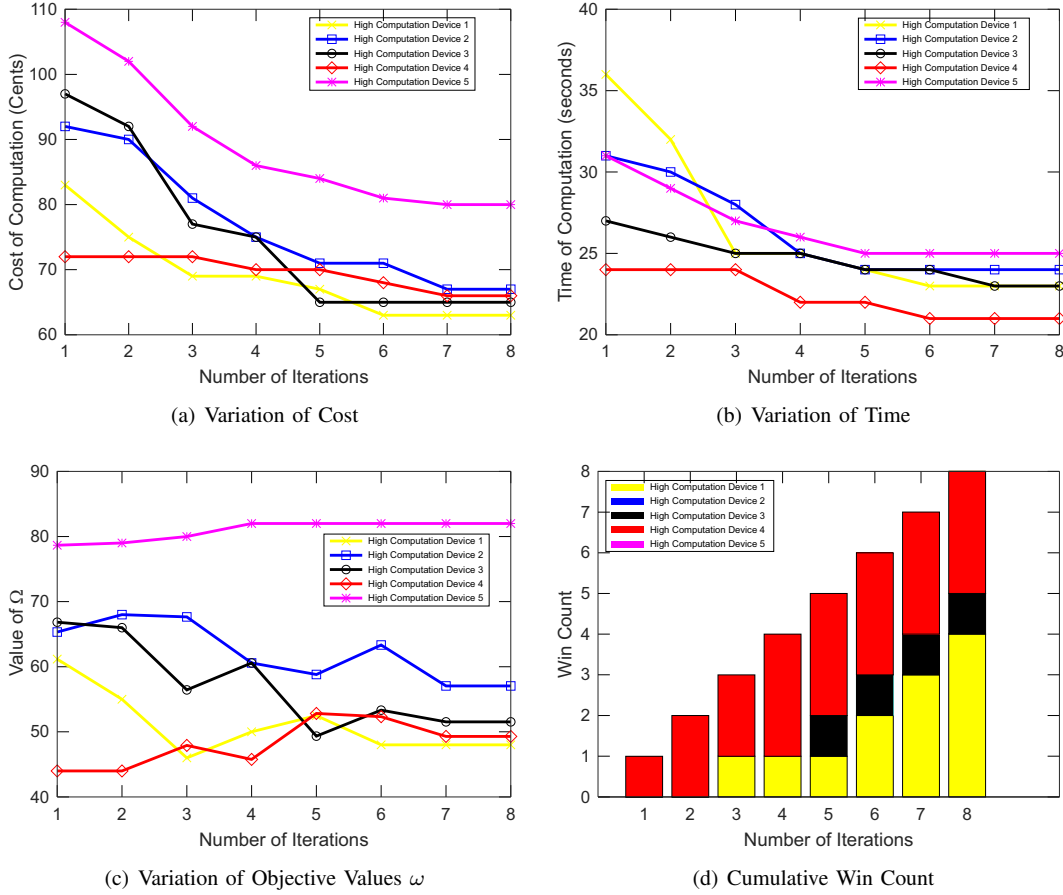 110
100
90
80
70
60
Cost of Computation (Cents)
High Computation Device 1
High Computation Device 2
High Computation Device 3
High Computation Device 4
High Computation Device 5
1 2 3 4 5 6 7 8
Number of Iterations
(a) Variation of Cost
40
35
30
25
20
Time of Computation (seconds)
High Computation Device 1
High Computation Device 2
High Computation Device 3
High Computation Device 4
High Computation Device 5
1 2 3 4 5 6 7 8
Number of Iterations
(b) Variation of Time
90
80
70
60
50
40
Value of Ω
High Computation Device 1
High Computation Device 2
High Computation Device 3
High Computation Device 4
High Computation Device 5
1 2 3 4 5 6 7 8
Number of Iterations
(c) Variation of Objective Values ω
8
7
6
5
4
3
2
1
0
Win Count
High Computation Device 1
High Computation Device 2
High Computation Device 3
High Computation Device 4
High Computation Device 5
1 2 3 4 5 6 7 8
Number of Iterations
(d) Cumulative Win Count